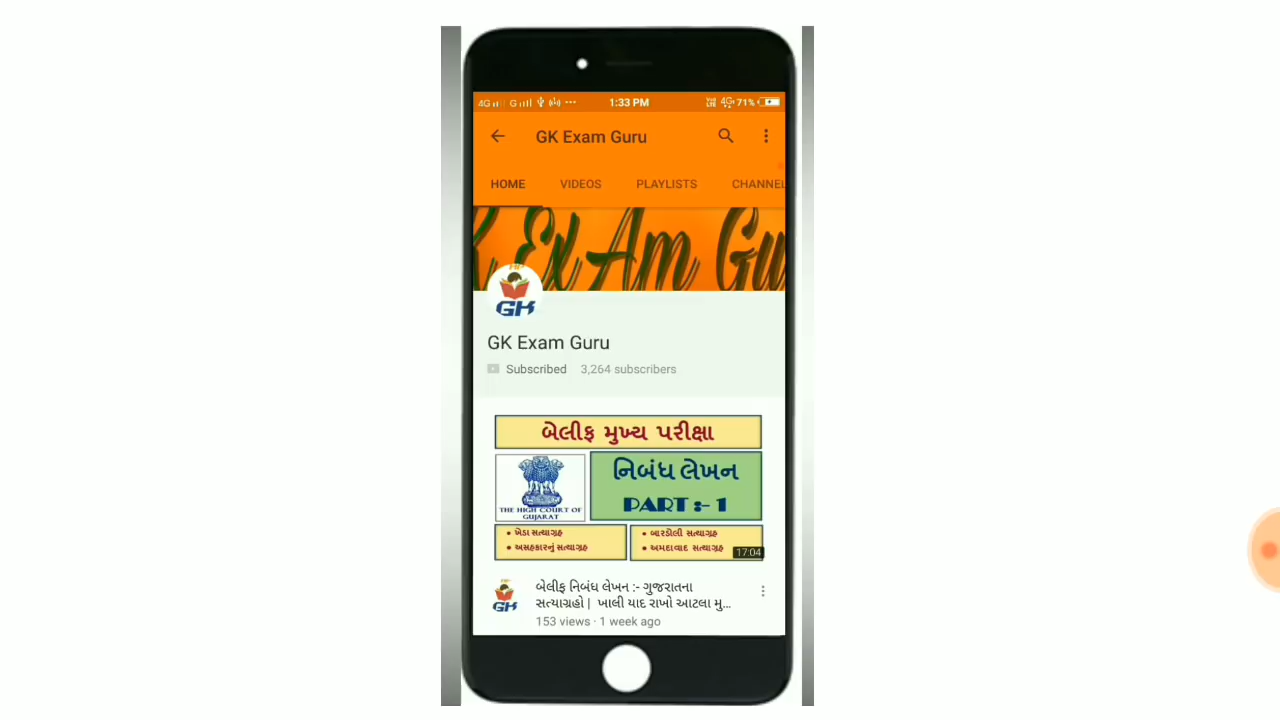 4G G 1:33 PM 4G+ 71%
GK Exam Guru
HOME VIDEOS PLAYLISTS CHANNEL
K ExAm Gu
GK
GK Exam Guru
Subscribed 3,264 subscribers
બેલીફ મુખ્ય પરીક્ષા
નિબંધ લેખન
PART :- 1
THE HIGH COURT OF
GUJARAT
• ખેડા સત્યાગ્રહ
• અસહકારનું સત્યાગ્રહ
• બારડોલી સત્યાગ્રહ
• અમદાવાદ સત્યાગ્રહ
17:04
GK
બેલીફ નિબંધ લેખન :- ગુજરાતના
સત્યાગ્રહો | ખાલી યાદ રાખો આટલા મુ...
153 views · 1 week ago